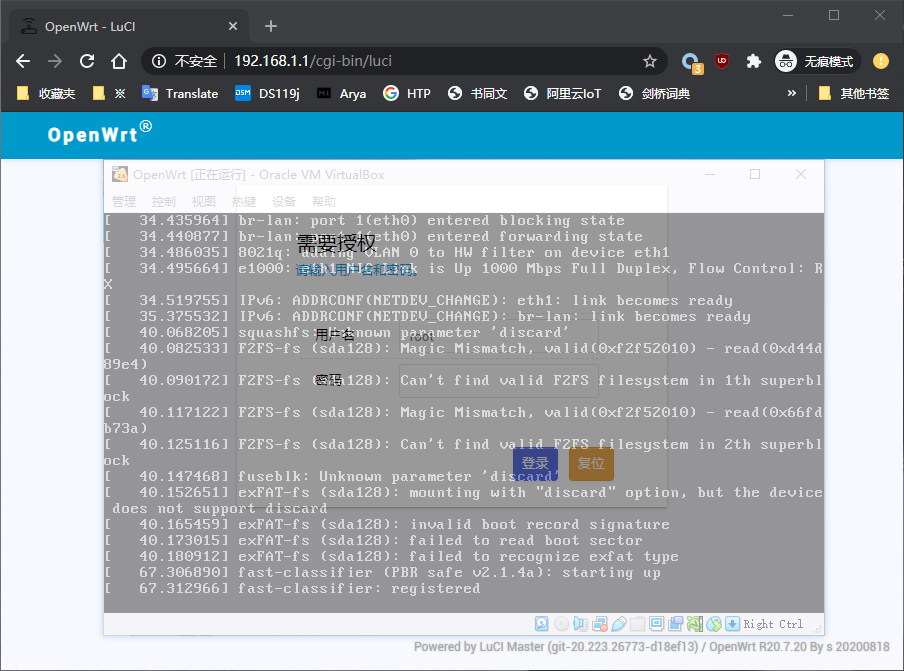 OpenWrt - LuCI
不安全 192.168.1.1/cgi-bin/luci
3
UD
无痕模式
收藏夹
※
Translate
DSM
DS119j
Arya
HTP
书同文
阿里云IoT
剑桥词典
»
其他书签
OpenWrt®
OpenWrt [正在运行] - Oracle VM VirtualBox
管理 控制 视图 热键 设备 帮助
[ 34.435964] br-lan: port 1(eth0) entered blocking state
[ 34.440877] br-lan: port 1(eth0) entered forwarding state
需要授权
[ 34.486035] 8021q: adding VLAN 0 to HW filter on device eth1
[ 34.495664] e1000: eth1 NIC Link is Up 1000 Mbps Full Duplex, Flow Control: R
请输入用户名和密码。
X
[ 34.519755] IPv6: ADDRCONF(NETDEV_CHANGE): eth1: link becomes ready
[ 35.375532] IPv6: ADDRCONF(NETDEV_CHANGE): br-lan: link becomes ready
[ 40.068205] squashfs: Unknown parameter 'discard'
用户名 root
[ 40.082533] F2FS-fs (sda128): Magic Mismatch, valid(0xf2f52010) - read(0xd44d
89e4)
[ 40.090172] F2FS-fs (sda128): Can't find valid F2FS filesystem in 1th superbl
密码
ock
[ 40.117122] F2FS-fs (sda128): Magic Mismatch, valid(0xf2f52010) - read(0x66fd
b73a)
[ 40.125116] F2FS-fs (sda128): Can't find valid F2FS filesystem in 2th superbl
ock
登录 复位
[ 40.147468] fuseblk: Unknown parameter 'discard'
[ 40.152651] exFAT-fs (sda128): mounting with "discard" option, but the device
does not support discard
[ 40.165459] exFAT-fs (sda128): invalid boot record signature
[ 40.173015] exFAT-fs (sda128): failed to read boot sector
[ 40.180912] exFAT-fs (sda128): failed to recognize exfat type
[ 67.306890] fast-classifier (PBR safe v2.1.4a): starting up
[ 67.312966] fast-classifier: registered
Right Ctrl
Powered by LuCI Master (git-20.223.26773-d18ef13) / OpenWrt R20.7.20 By s 20200818